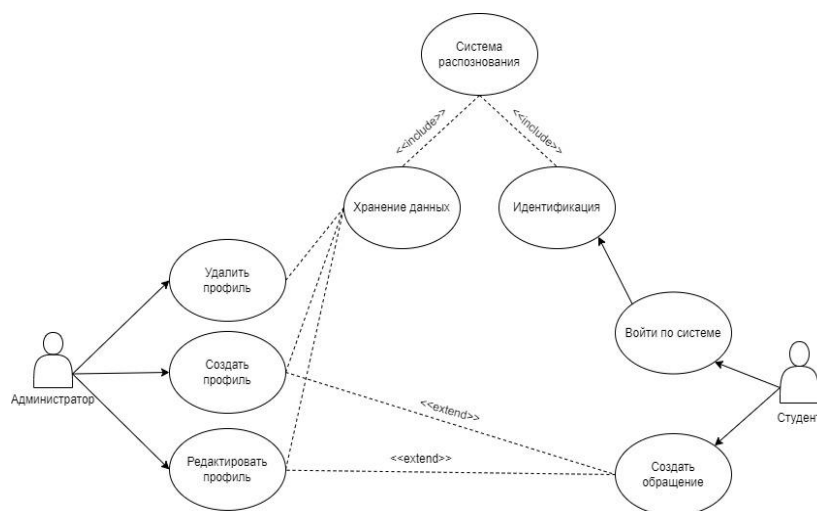 Система
распознования
<<include>>
<<include>>
Хранение данных
Идентификация
Удалить
профиль
Войти по системе
Создать
профиль
Администратор
<<extend>>
Студент
Редактировать
профиль
<<extend>>
Создать
обращение